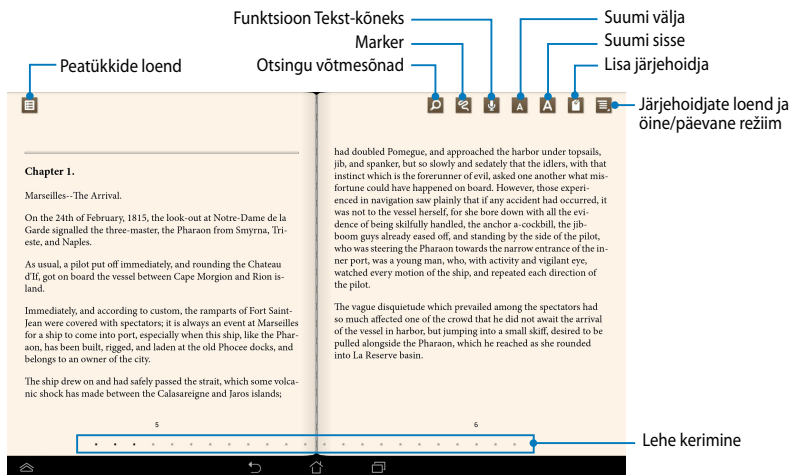 Funktsioon Tekst-kõneks
Marker
Otsingu võtmesõnad
Suumi välja
Suumi sisse
Lisa järjehoidja
Peatükkide loend
Järjehoidjate loend ja
öine/päevane režiim
A
A
Chapter 1.
Marseilles--The Arrival.
On the 24th of February, 1815, the look-out at Notre-Dame de la
Garde signalled the three-master, the Pharaon from Smyrna, Tri-
este, and Naples.
As usual, a pilot put off immediately, and rounding the Chateau
d'If, got on board the vessel between Cape Morgion and Rion is-
land.
Immediately, and according to custom, the ramparts of Fort Saint-
Jean were covered with spectators; it is always an event at Marseilles
for a ship to come into port, especially when this ship, like the Phar-
aon, has been built, rigged, and laden at the old Phocee docks, and
belongs to an owner of the city.
The ship drew on and had safely passed the strait, which some volca-
nic shock has made between the Calasareigne and Jaros islands;
had doubled Pomegue, and approached the harbor under topsails,
jib, and spanker, but so slowly and sedately that the idlers, with that
instinct which is the forerunner of evil, asked one another what mis-
fortune could have happened on board. However, those experi-
enced in navigation saw plainly that if any accident had occurred, it
was not to the vessel herself, for she bore down with all the evi-
dence of being skilfully handled, the anchor a-cockbill, the jib-
boom guys already eased off, and standing by the side of the pilot,
who was steering the Pharaon towards the narrow entrance of the in-
ner port, was a young man, who, with activity and vigilant eye,
watched every motion of the ship, and repeated each direction of
the pilot.
The vague disquietude which prevailed among the spectators had
so much affected one of the crowd that he did not await the arrival
of the vessel in harbor, but jumping into a small skiff, desired to be
pulled alongside the Pharaon, which he reached as she rounded
into La Reserve basin.
5
6
Lehe kerimine